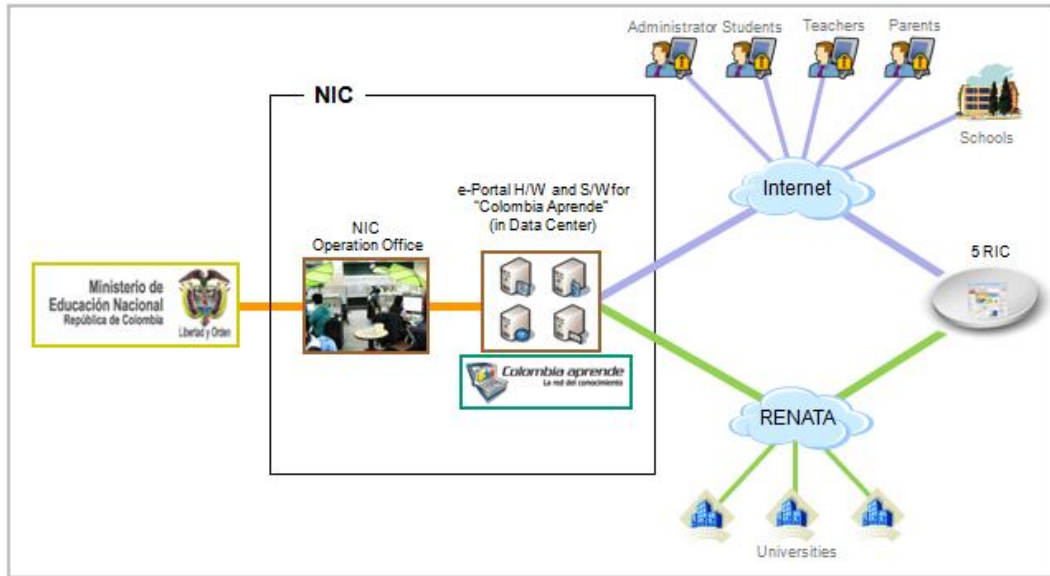 Administrator Students Teachers Parents
Schools
NIC
Internet
e-Portal H/W and S/W for
"Colombia Aprende"
(in Data Center)
NIC
Operation Office
5 RIC
Ministerio de
Educación Nacional
República de Colombia
Libertad y Orden
Colombia aprende
La red del conocimiento
RENATA
Universities